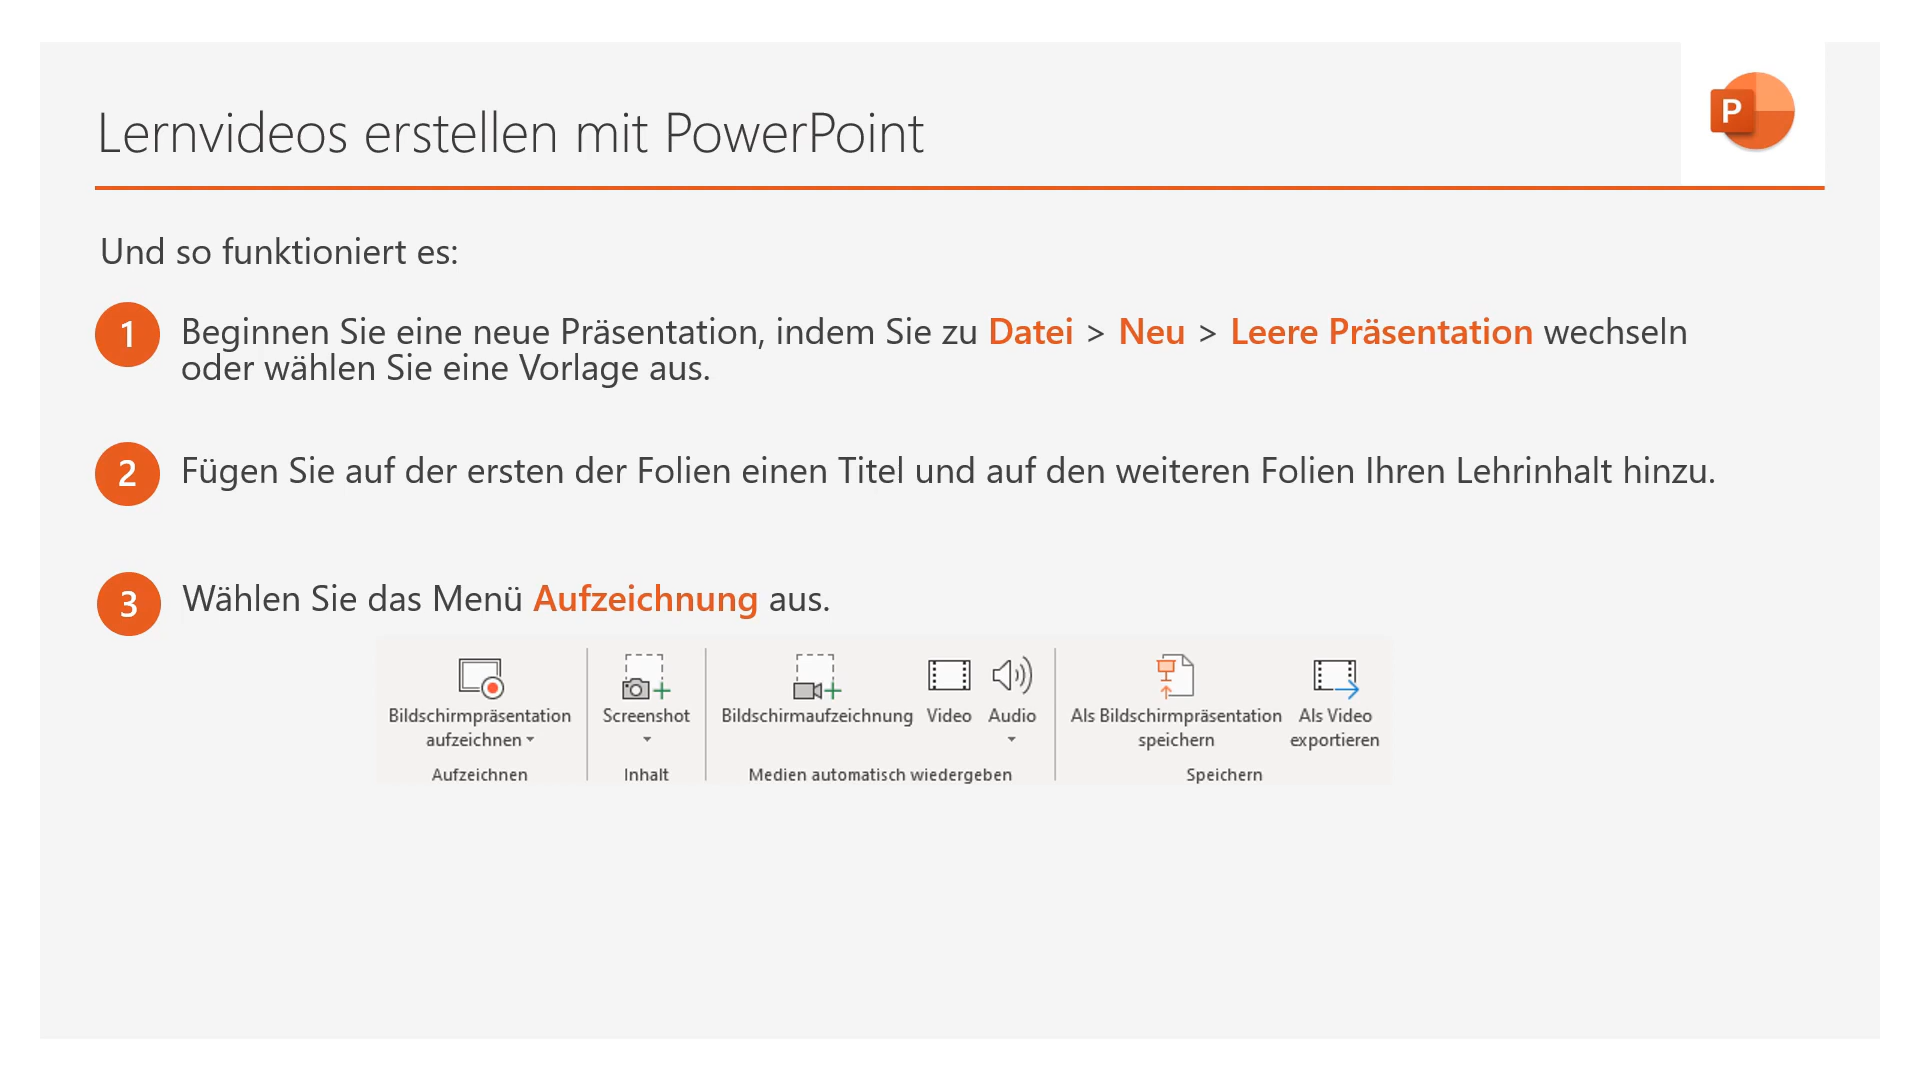 Lernvideos erstellen mit PowerPoint
P
Und so funktioniert es:
1 Beginnen Sie eine neue Präsentation, indem Sie zu Datei > Neu > Leere Präsentation wechseln
oder wählen Sie eine Vorlage aus.
2 Fügen Sie auf der ersten der Folien einen Titel und auf den weiteren Folien Ihren Lehrinhalt hinzu.
3 Wählen Sie das Menü Aufzeichnung aus.
Bildschirmpräsentation
aufzeichnen
Aufzeichnen
Screenshot
Inhalt
Bildschirmaufzeichnung
Video
Audio
Medien automatisch wiedergeben
Als Bildschirmpräsentation
speichern
Als Video
exportieren
Speichern